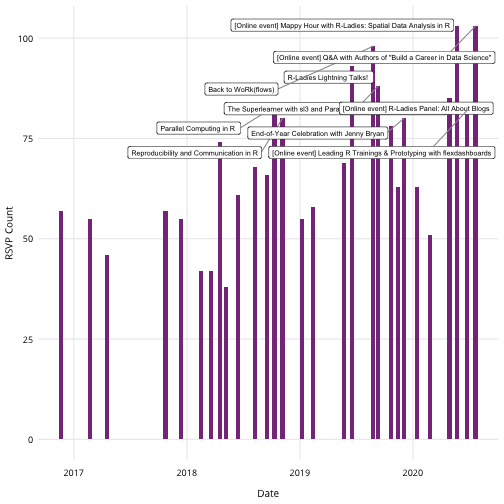 [Online event] Mappy Hour with R-Ladies: Spatial Data Analysis in R
[Online event] Q&A with Authors of "Build a Career in Data Science"
R-Ladies Lightning Talks!
Back to WoRk(flows)
The Superlearner with sl3 and Para
[Online event] R-Ladies Panel: All About Blogs
Parallel Computing in R
End-of-Year Celebration with Jenny Bryan
Reproducibility and Communication in R
[Online event] Leading R Trainings & Prototyping with flexdashboards
100
75
50
25
0
RSVP Count
2017 2018 2019 2020
Date